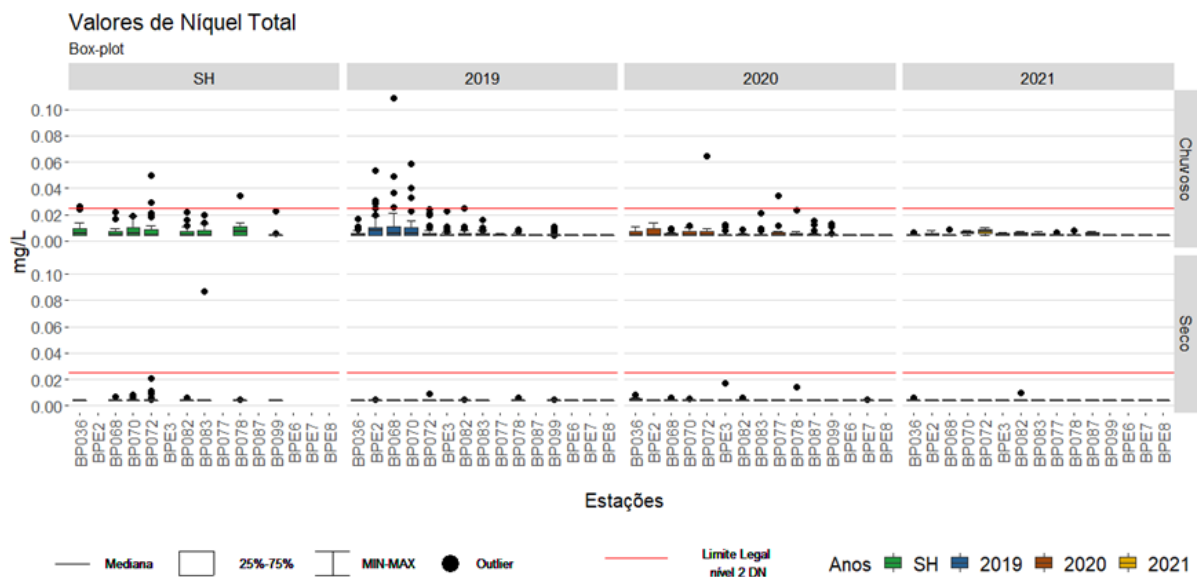 Valores de Níquel Total
Box-plot
SH 2019 2020 2021
0.10
0.08
0.06
0.04
0.02
0.00
Chuvoso
mg/L
0.10
0.08
0.06
0.04
0.02
0.00
Seco
BP036 BPE2 BP068 BP070 BP072 BPE3 BP082 BP083 BP077 BP078 BP087 BP099 BPE6 BPE7 BPE8 BP036 BPE2 BP068 BP070 BP072 BPE3 BP082 BP083 BP077 BP078 BP087 BP099 BPE6 BPE7 BPE8 BP036 BPE2 BP068 BP070 BP072 BPE3 BP082 BP083 BP077 BP078 BP087 BP099 BPE6 BPE7 BPE8 BP036 BPE2 BP068 BP070 BP072 BPE3 BP082 BP083 BP077 BP078 BP087 BP099 BPE6 BPE7 BPE8
Estações
Mediana 25%-75% MIN-MAX Outlier Limite Legal
nível 2 DN
Anos SH 2019 2020 2021